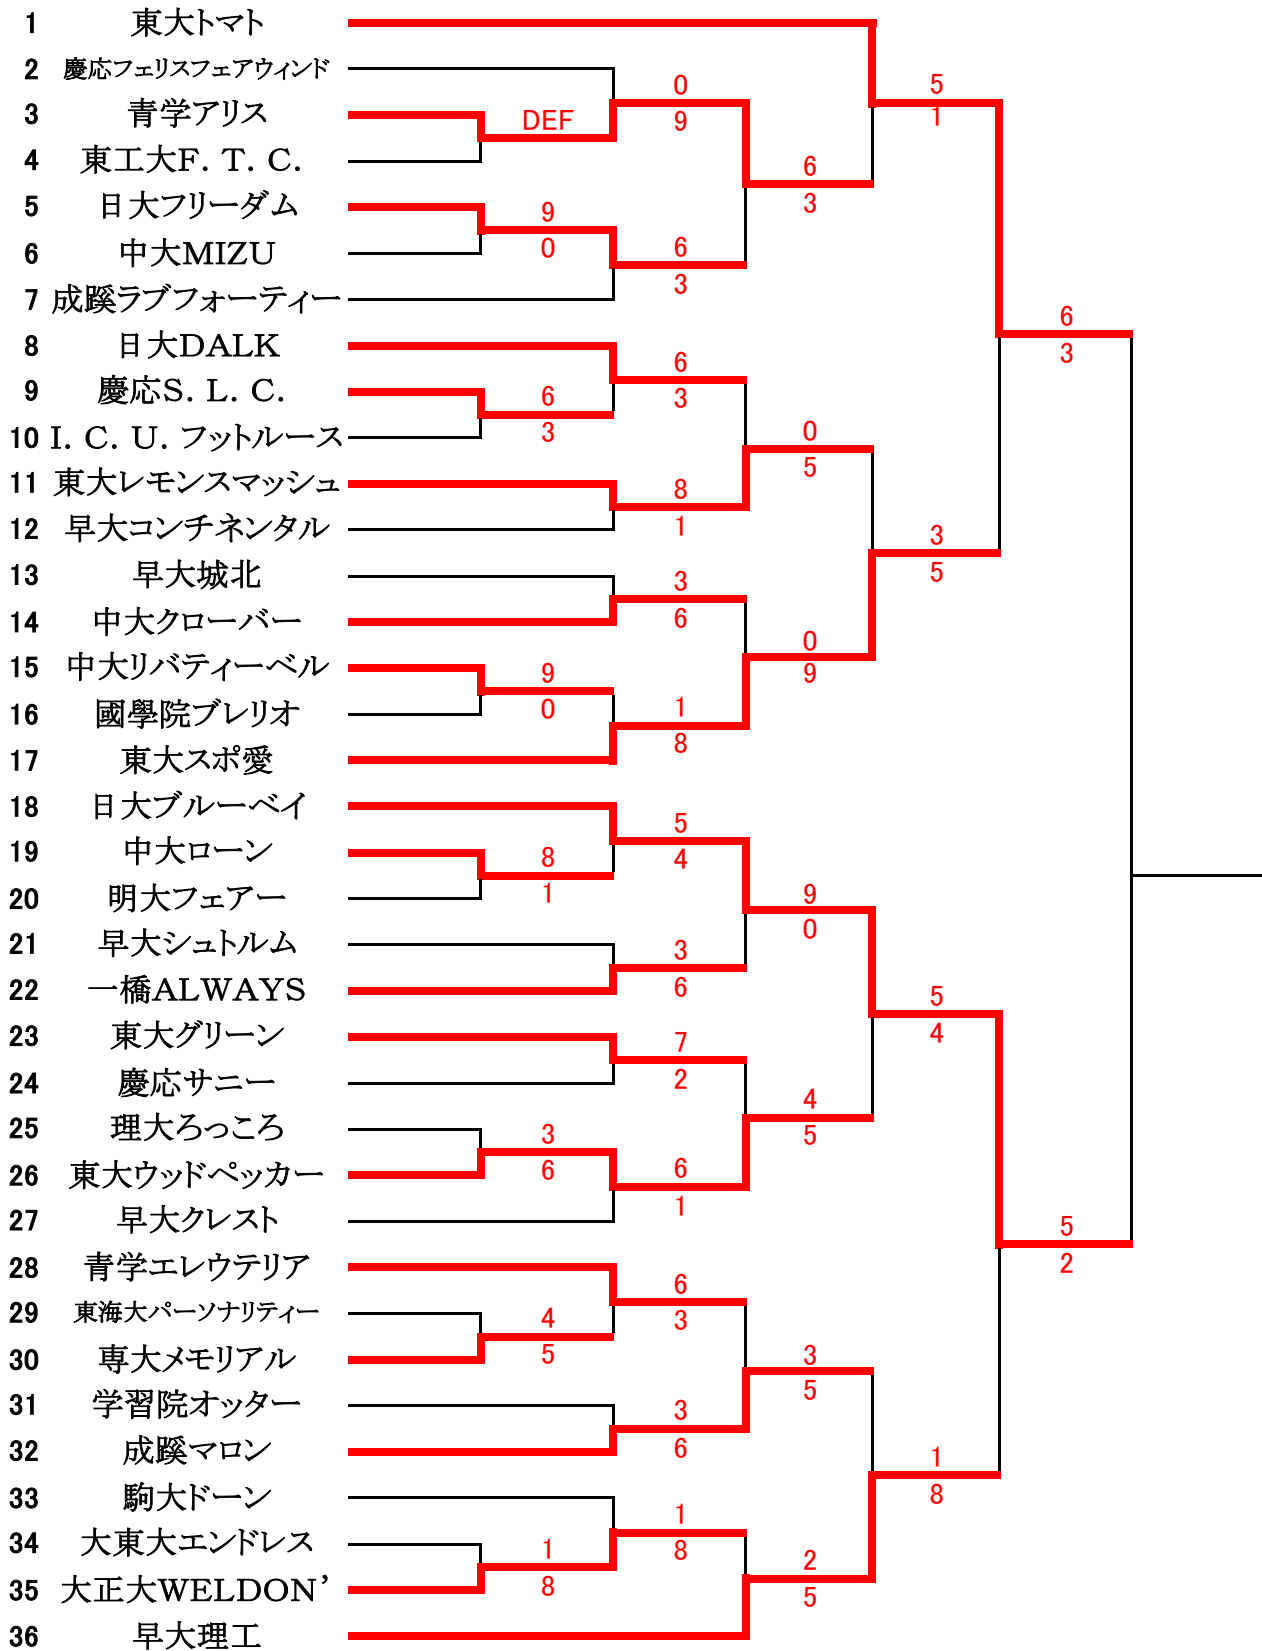 1 東大トマト
2 慶応フェリスフェアウィンド
0
5
3 青学アリス
DEF
9
1
4 東工大F. T. C.
6
5 日大フリーダム
9
3
6 中大MIZU
0
6
7 成蹊ラブフォーティー
3
6
8 日大DALK
6
3
9 慶応S. L. C.
6
3
10 I. C. U. フットルース
3
0
11 東大レモンスマッシュ
8
5
12 早大コンチネンタル
1
3
13 早大城北
3
5
14 中大クローバー
6
0
15 中大リバティーベル
9
9
16 國學院ブレリオ
0
1
17 東大スポ愛
8
18 日大ブルーベイ
5
19 中大ローン
8
4
20 明大フェアー
1
9
21 早大シュトルム
3
0
22 一橋ALWAYS
6
5
23 東大グリーン
7
4
24 慶応サニー
2
4
25 理大ろっころ
3
5
26 東大ウッドペッカー
6
6
27 早大クレスト
1
5
28 青学エレウテリア
6
2
29 東海大パーソナリティー
4
3
30 専大メモリアル
5
3
31 学習院オッター
3
5
32 成蹊マロン
6
1
33 駒大ドーン
1
8
34 大東大エンドレス
1
8
2
35 大正大WELDON’
8
5
36 早大理工